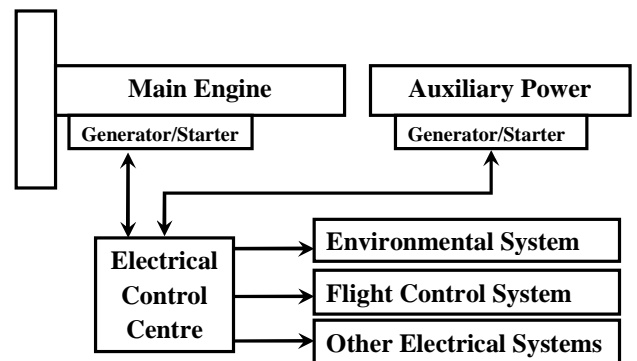 Main Engine
Auxiliary Power
Generator/Starter
Generator/Starter
Electrical
Control
Centre
Environmental System
Flight Control System
Other Electrical Systems